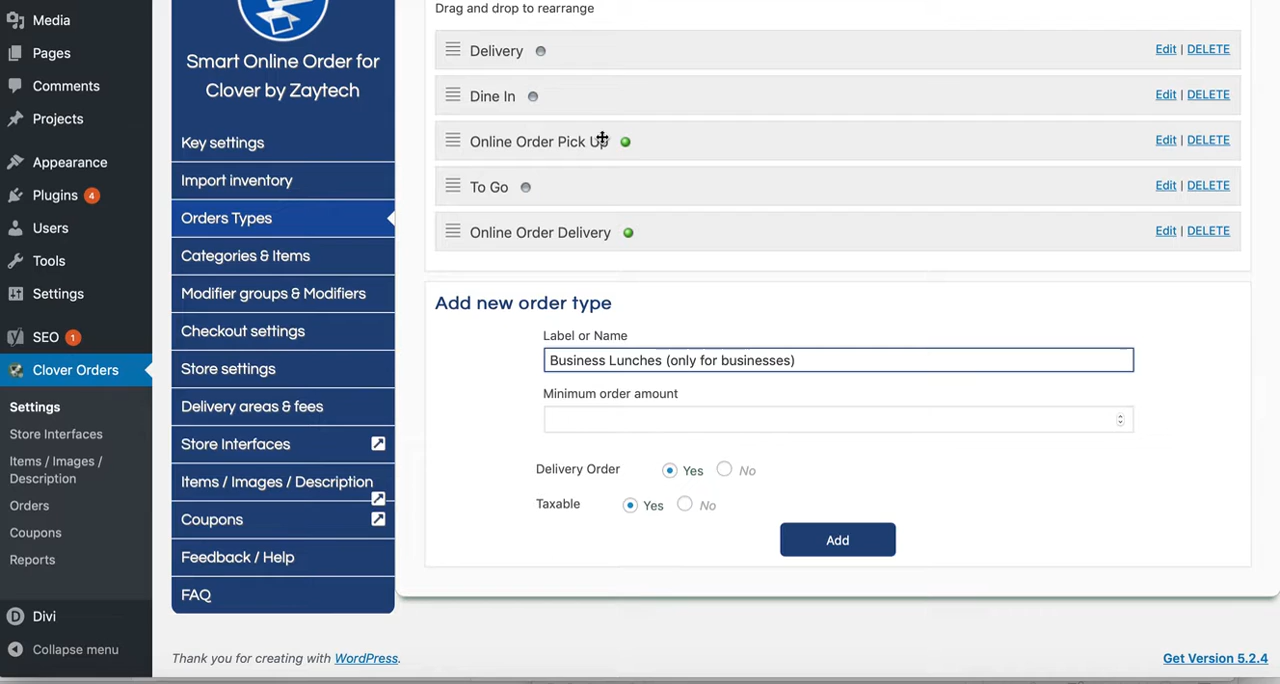 Media
Pages
Comments
Projects
Appearance
Plugins 4
Users
Tools
Settings
SEO 1
Clover Orders
Settings
Store Interfaces
Items / Images /
Description
Orders
Coupons
Reports
Divi
Collapse menu
Smart Online Order for
Clover by Zaytech
Key settings
Import inventory
Orders Types
Categories & Items
Modifier groups & Modifiers
Checkout settings
Store settings
Delivery areas & fees
Store Interfaces
Items / Images / Description
Coupons
Feedback / Help
FAQ
Drag and drop to rearrange
Delivery Edit | DELETE
Dine In Edit | DELETE
Online Order Pick Up Edit | DELETE
To Go Edit | DELETE
Online Order Delivery Edit | DELETE
Add new order type
Label or Name
Business Lunches (only for businesses)
Minimum order amount
Delivery Order Yes No
Taxable Yes No
Add
Thank you for creating with WordPress.
Get Version 5.2.4